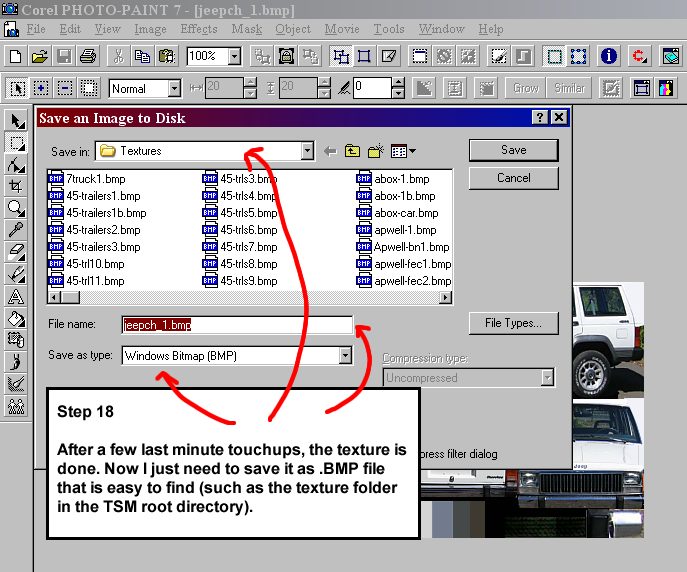 Corel PHOTO-PAINT 7 - [jeepch_1.bmp]
File Edit View Image Effects Mask Object Movie Tools Window Help
100%
Normal 20 20 0 Grow Similar
Save an Image to Disk
Save in: Textures
Save
Cancel
7truck1.bmp 45-trls3.bmp abox-1.bmp
45-trailers1.bmp 45-trls4.bmp abox-1b.bmp
45-trailers1b.bmp 45-trls5.bmp abox-car.bmp
45-trailers2.bmp 45-trls6.bmp apwell-1.bmp
45-trailers3.bmp 45-trls7.bmp Apwell-bn1.bmp
45-trl10.bmp 45-trls8.bmp apwell-fec1.bmp
45-trl11.bmp 45-trls9.bmp apwell-fec2.bmp
File name: jeepch_1.bmp File Types...
Save as type: Windows Bitmap (BMP) Compression type:
Uncompressed
press filter dialog
Step 18
After a few last minute touchups, the texture is
done. Now I just need to save it as .BMP file
that is easy to find (such as the texture folder
in the TSM root directory).
Jeep